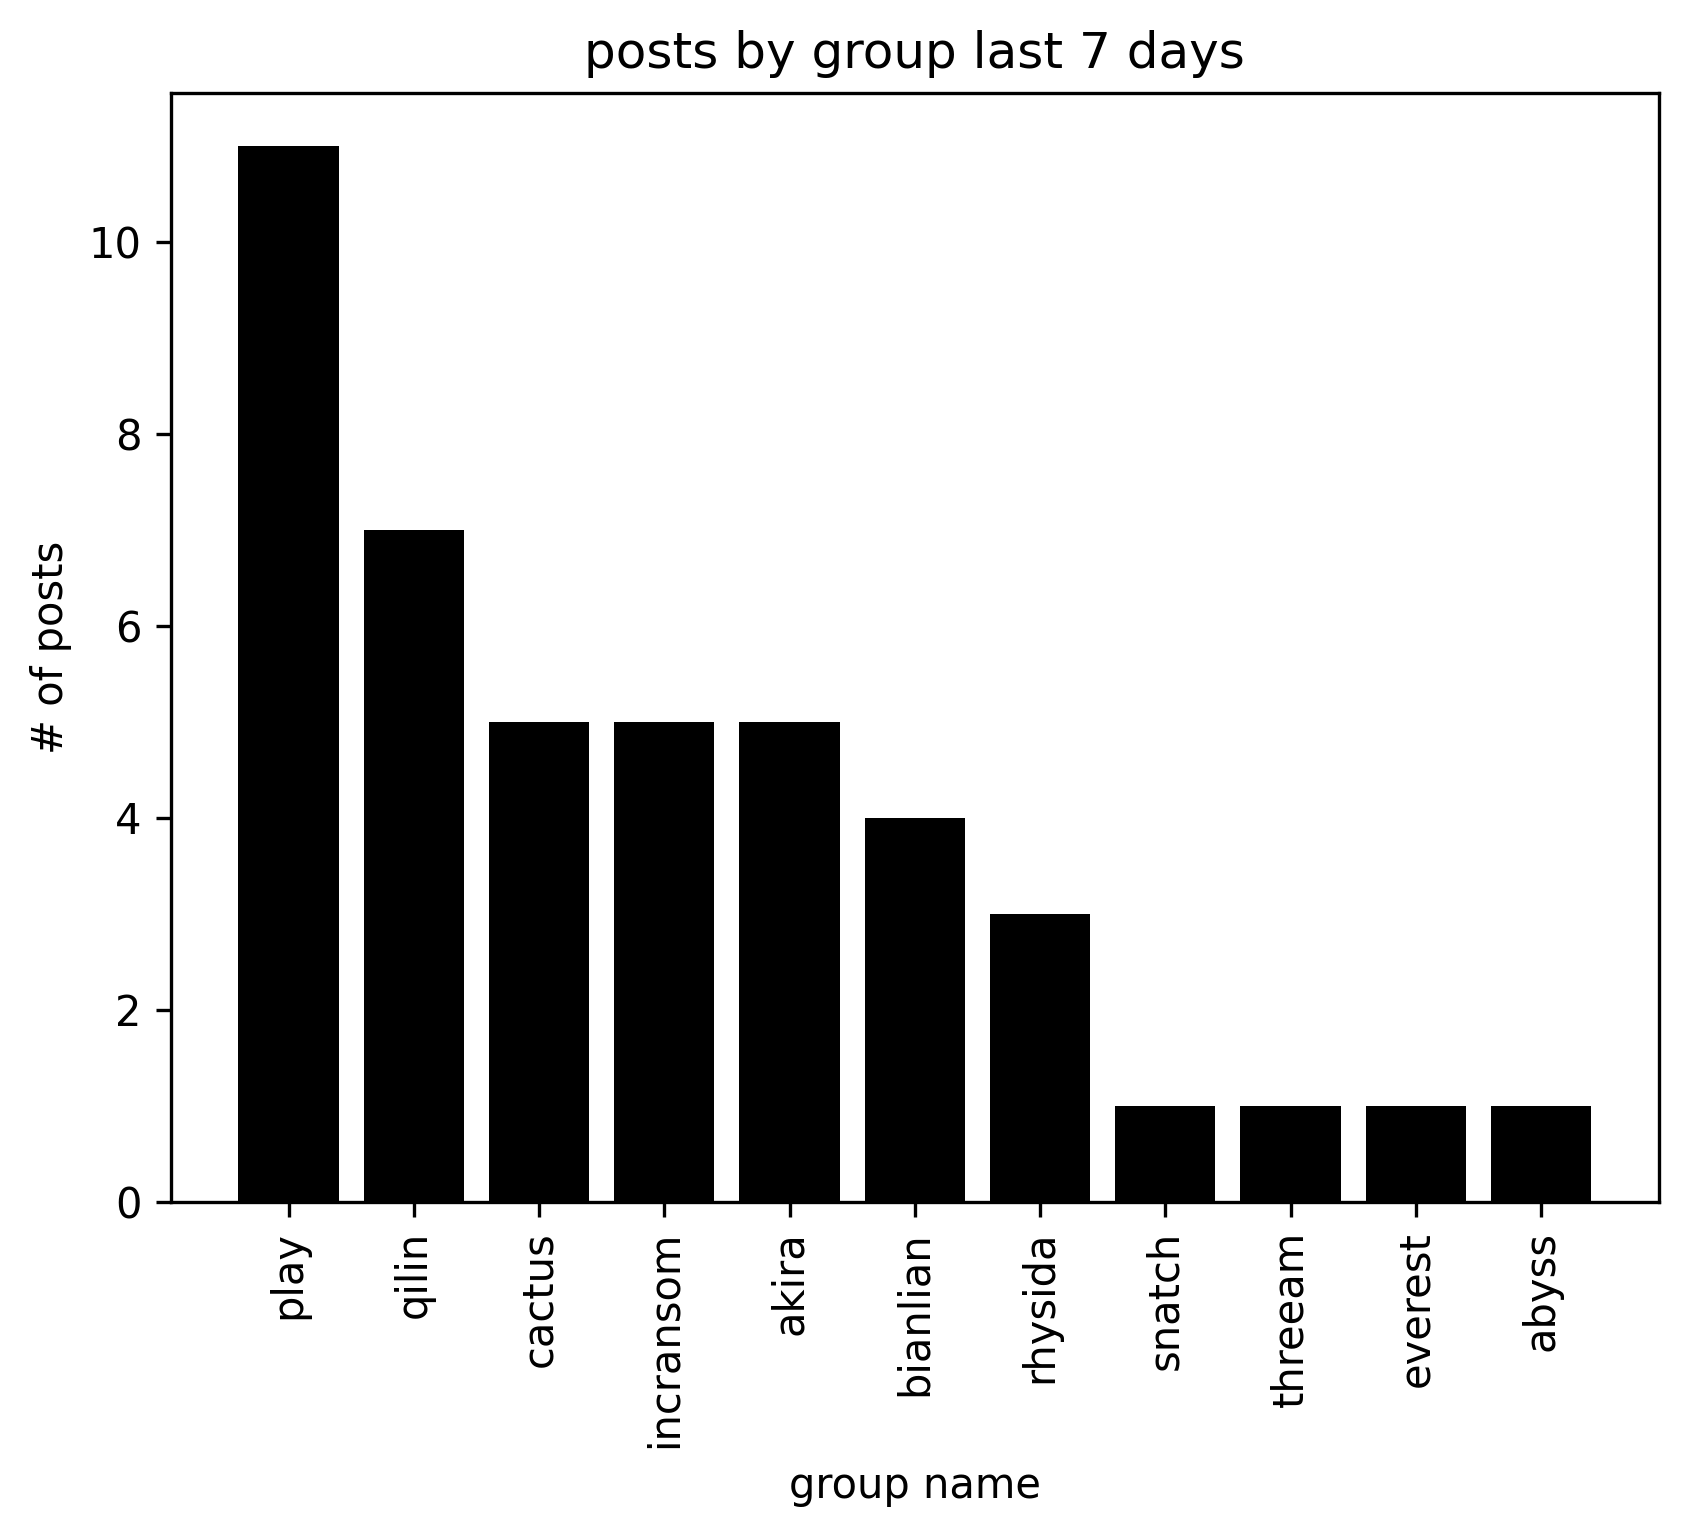 posts by group last 7 days
# of posts
10
8
6
4
2
0
play
qilin
cactus
incransom
akira
bianlian
rhysida
snatch
threeam
everest
abyss
group name